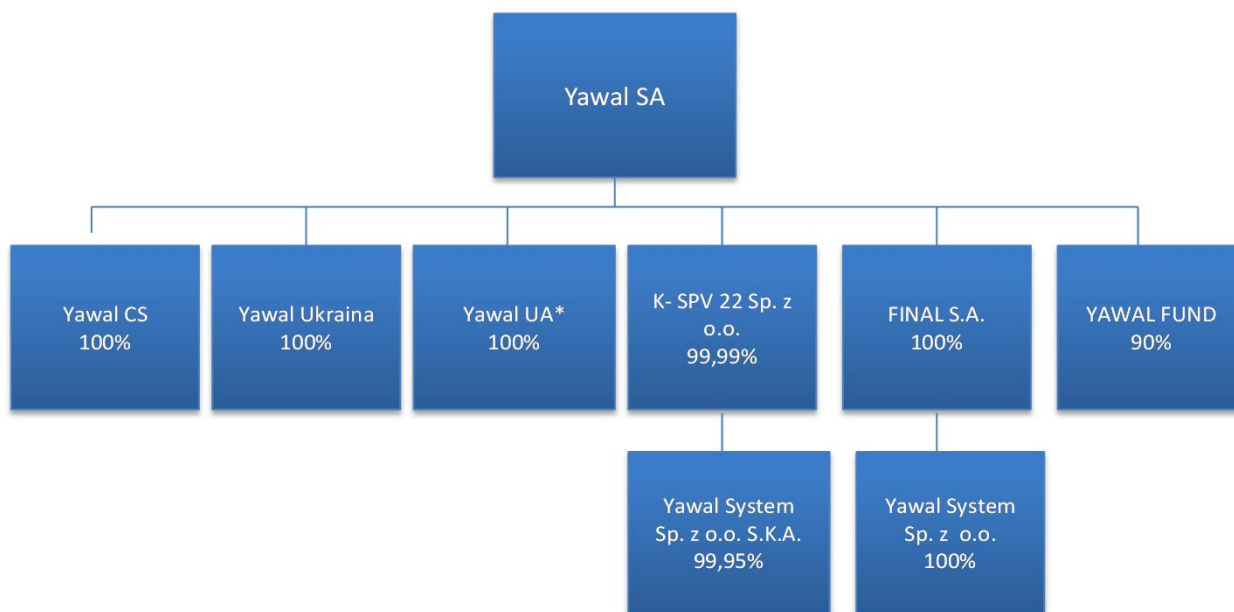 Yawal SA
Yawal CS
100%
Yawal Ukraina
100%
Yawal UA*
100%
K- SPV 22 Sp. z
o.o.
99,99%
FINAL S.A.
100%
YAWAL FUND
90%
Yawal System
Sp. z o.o. S.K.A.
99,95%
Yawal System
Sp. z  o.o.
100%